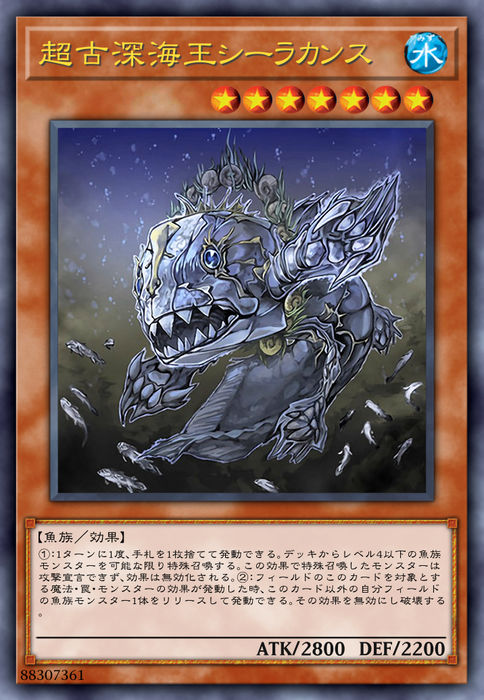 超古深海王シーラカンス
みず
水
【魚族／効果】
①:1ターンに1度、手札を1枚捨てて発動できる。デッキからレベル4以下の魚族
モンスターを可能な限り特殊召喚する。この効果で特殊召喚したモンスターは
攻撃宣言できず、効果は無効化される。②:フィールドのこのカードを対象とす
る魔法・罠・モンスターの効果が発動した時、このカード以外の自分フィールド
の魚族モンスター1体をリリースして発動できる。その効果を無効にし破壊する
。
ATK/2800 DEF/2200
88307361